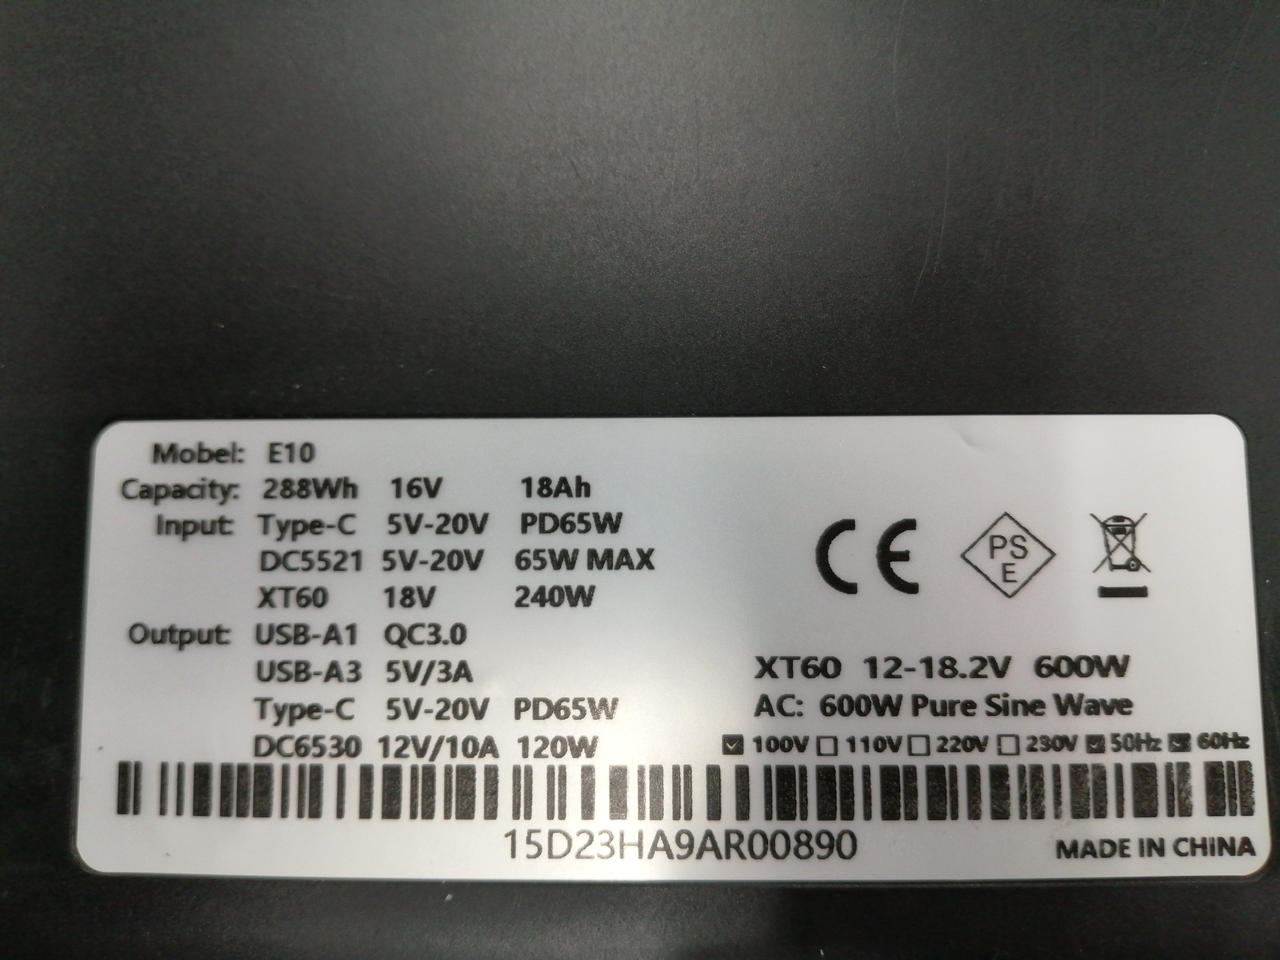 Mobel: E10
Capacity: 288Wh 16V 18Ah
Input: Type-C 5V-20V PD65W
DC5521 5V-20V 65W MAX
XT60 18V 240W
Output: USB-A1 QC3.0
USB-A3 5V/3A
Type-C 5V-20V PD65W
DC6530 12V/10A 120W
CE
PS
E
XT60 12-18.2V 600W
AC: 600W Pure Sine Wave
☑ 100V ☐ 110V ☐ 220V ☐ 230V ☑ 50Hz ☑ 60Hz
15D23HA9AR00890
MADE IN CHINA